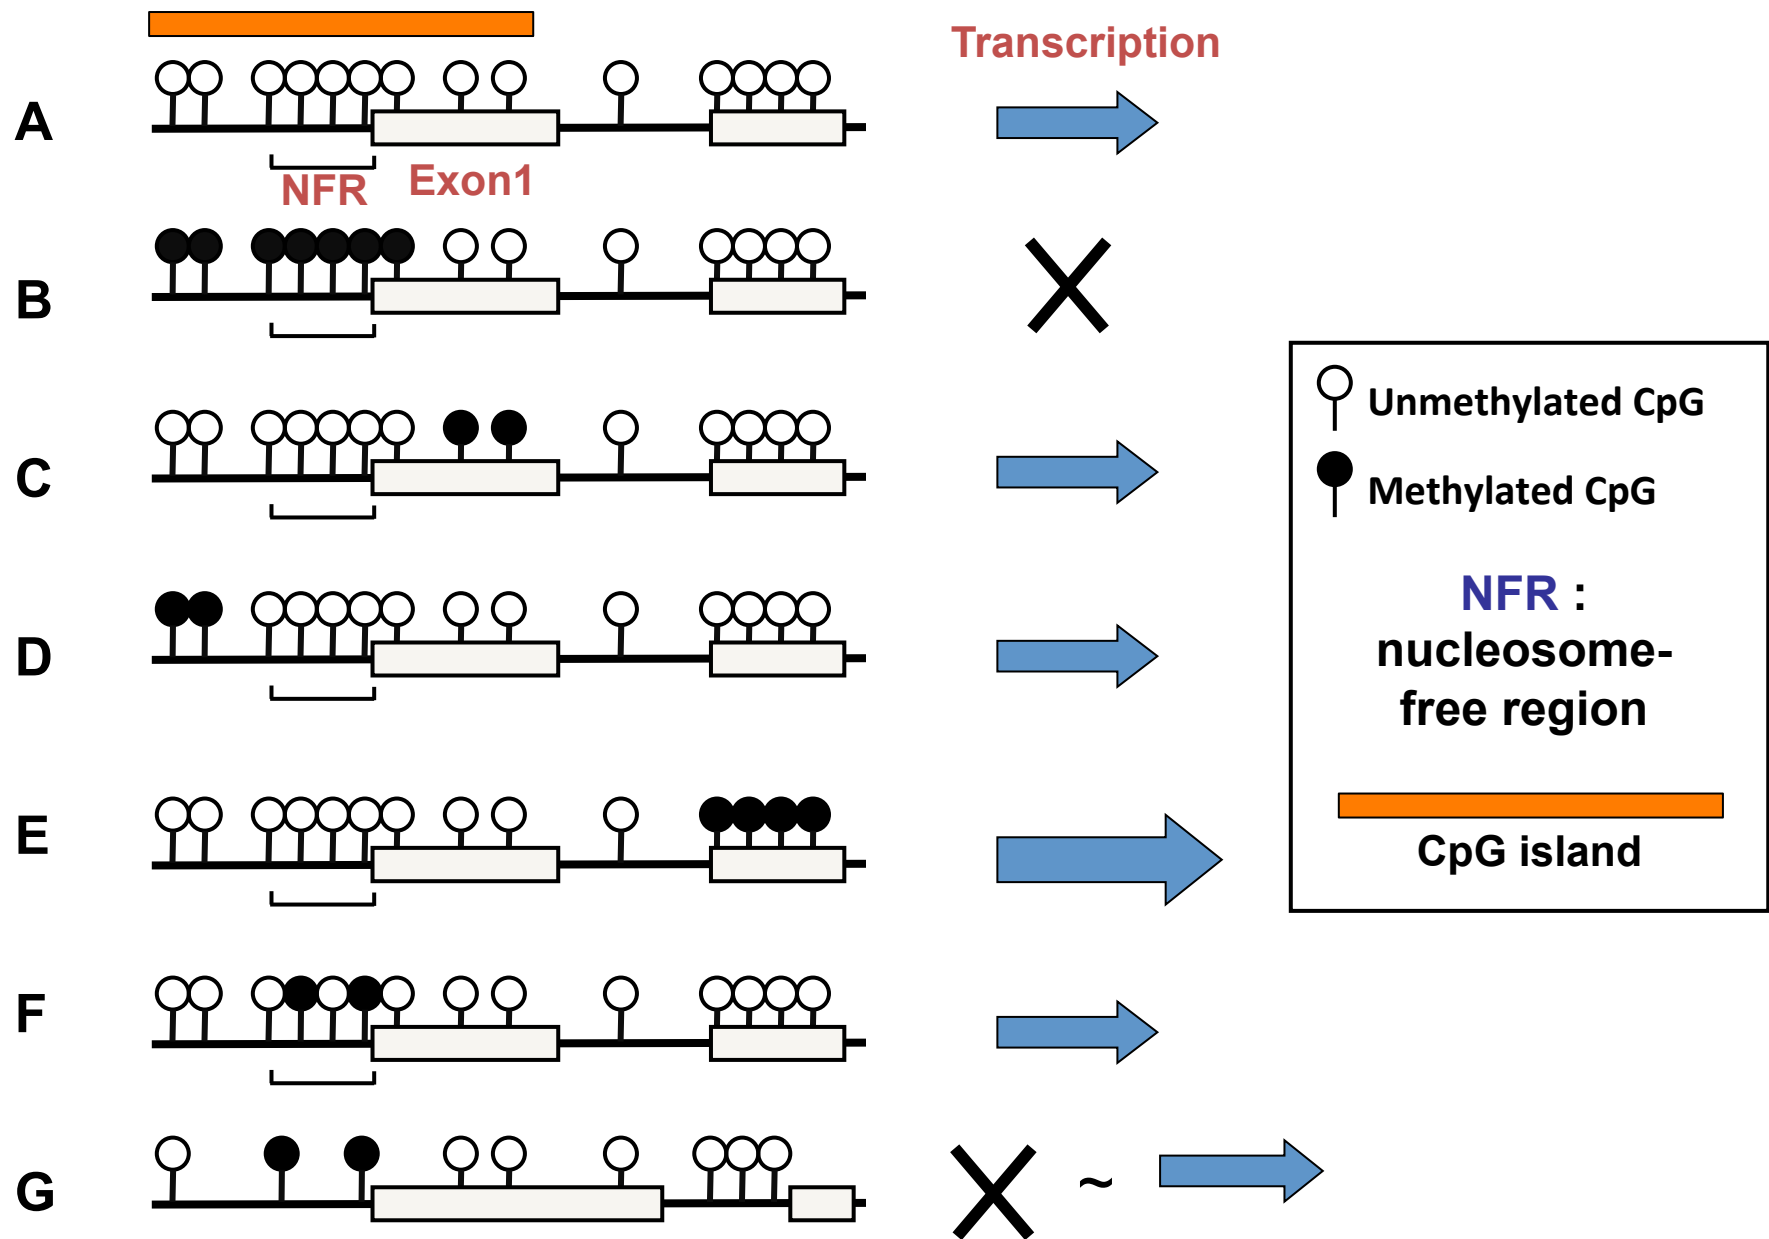 Transcription
A
NFR
Exon1
B
C
D
E
F
G
~
Unmethylated CpG
Methylated CpG
NFR :
nucleosome-
free region
CpG island